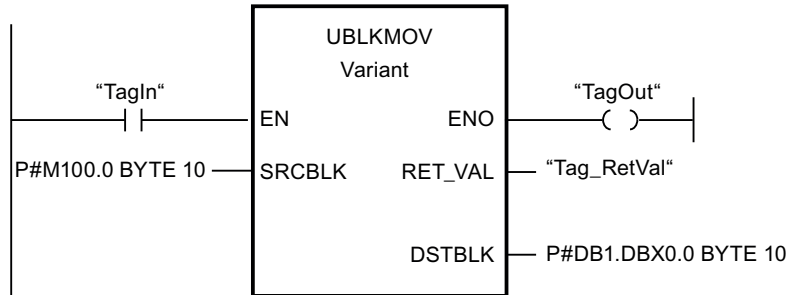 UBLKMOV
Variant
“TagIn“
“TagOut“
EN
ENO
P#M100.0 BYTE 10
SRCBLK
RET_VAL
“Tag_RetVal“
DSTBLK
P#DB1.DBX0.0 BYTE 10